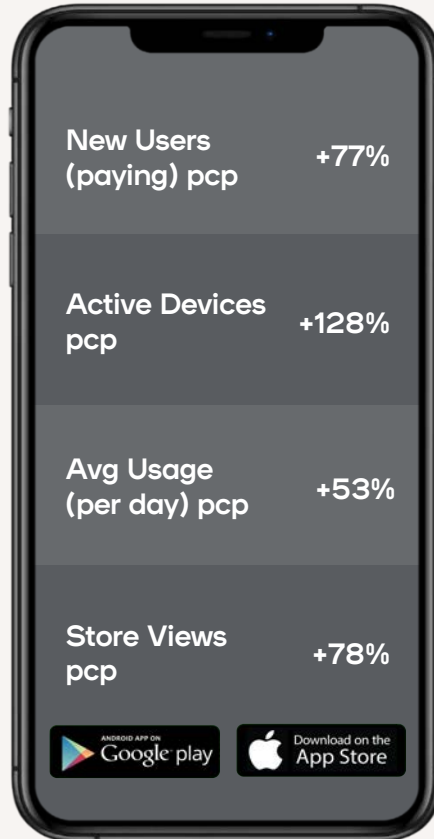 New Users
(paying) pcp
+77%
Active Devices
pcp
+128%
Avg Usage
(per day) pcp
+53%
Store Views
pcp
+78%
ANDROID APP ON
Google play
Download on the
App Store